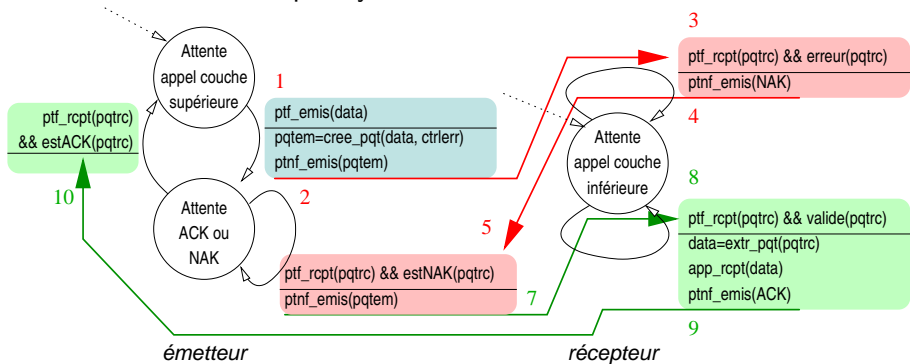 3
Attente
appel couche
supérieure
1
ptf_rcpt(pqtrc) && erreur(pqtrc)
ptnf_emis(NAK)
ptf_rcpt(pqtrc)
&& estACK(pqtrc)
ptf_emis(data)
pqtem=cree_pqt(data, ctrlerr)
ptnf_emis(pqtem)
4
Attente
appel couche
inférieure
10
2
8
Attente
ACK ou
NAK
5
ptf_rcpt(pqtrc) && estNAK(pqtrc)
ptnf_emis(pqtem)
7
ptf_rcpt(pqtrc) && valide(pqtrc)
data=extr_pqt(pqtrc)
app_rcpt(data)
ptnf_emis(ACK)
9
émetteur
récepteur